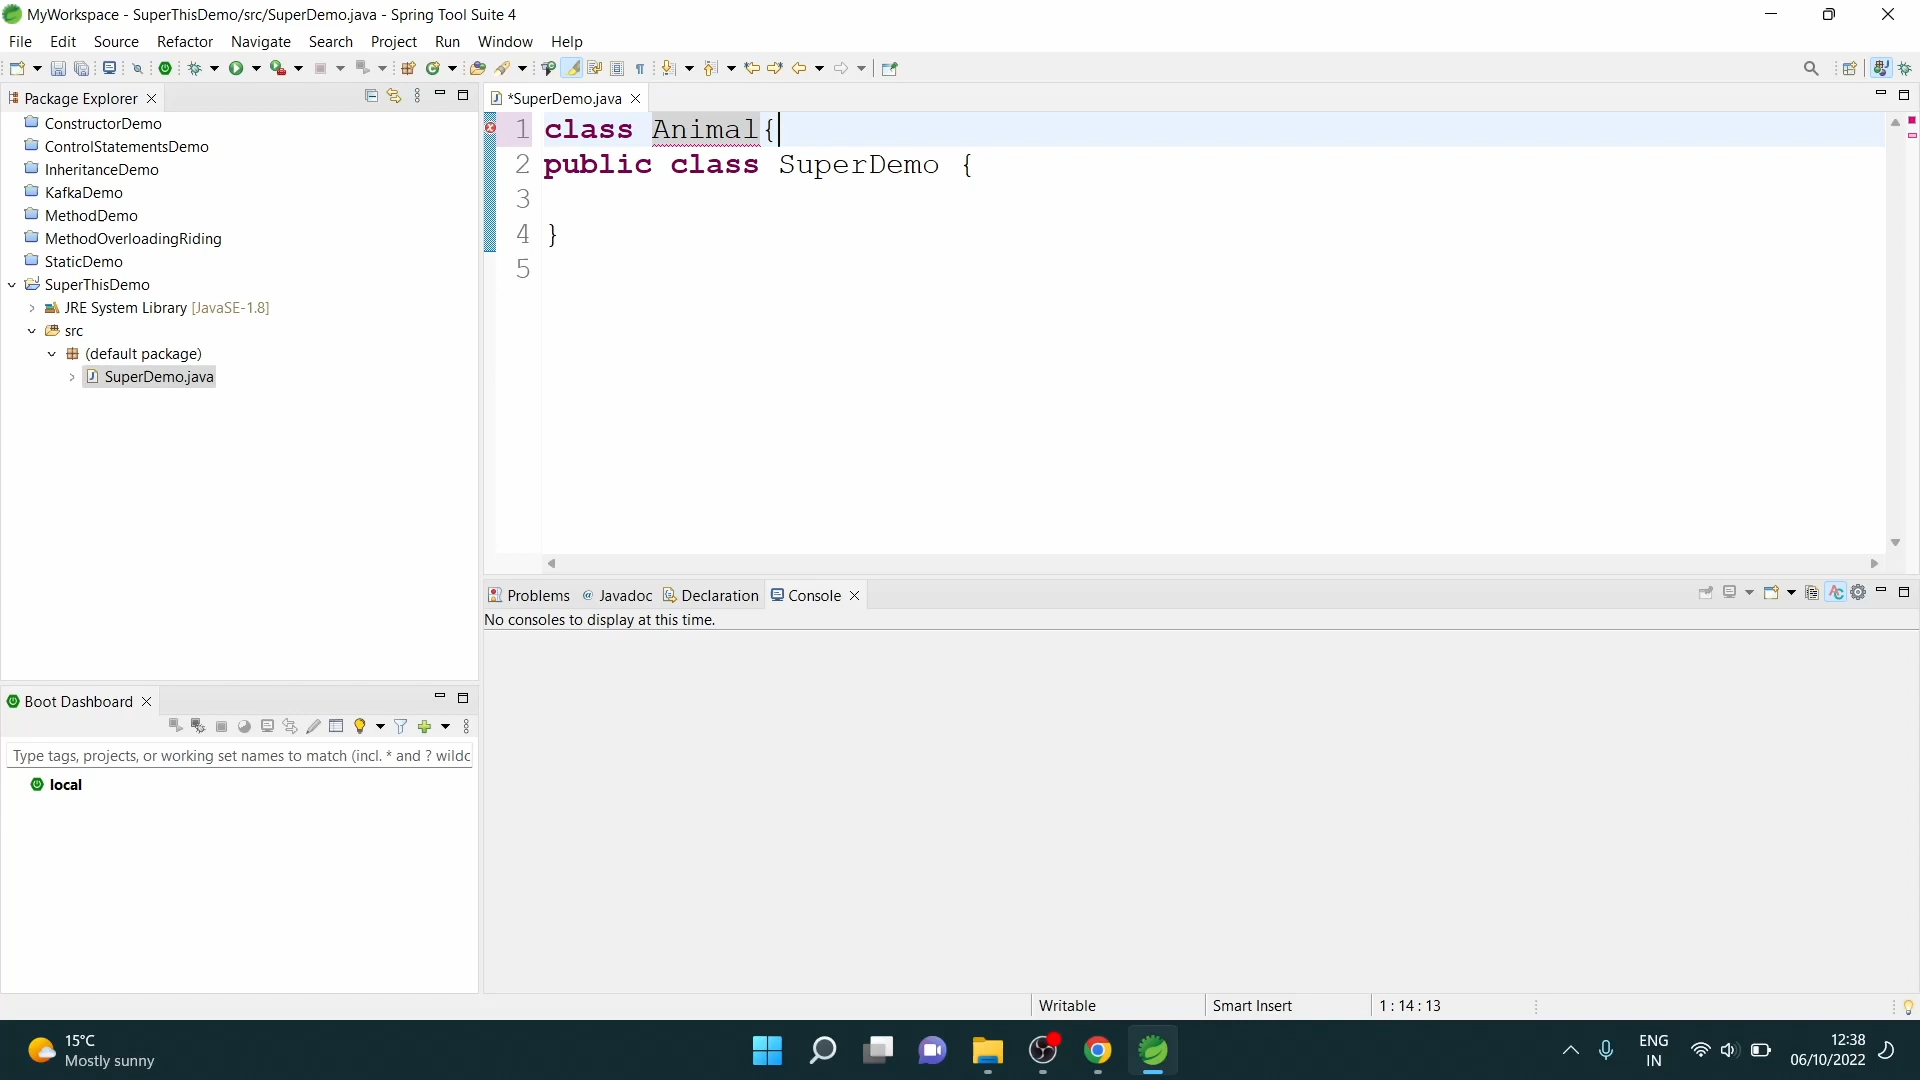 MyWorkspace - SuperThisDemo/src/SuperDemo.java - Spring Tool Suite 4
File Edit Source Refactor Navigate Search Project Run Window Help
Package Explorer
ConstructorDemo
ControlStatementsDemo
InheritanceDemo
KafkaDemo
MethodDemo
MethodOverloadingRiding
StaticDemo
SuperThisDemo
JRE System Library [JavaSE-1.8]
src
(default package)
SuperDemo.java
*SuperDemo.java
1 class Animal{
2 public class SuperDemo {
3
4 }
5
Problems @ Javadoc Declaration Console
No consoles to display at this time.
Boot Dashboard
Type tags, projects, or working set names to match (incl. * and ? wildc
local
Writable Smart Insert 1 : 14 : 13
15°C
Mostly sunny
ENG
IN
12:38
06/10/2022